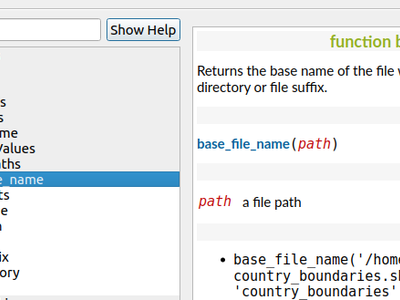 Show Help
function b
Returns the base name of the file
directory or file suffix.
base_file_name(path)
path a file path
• base_file_name('/home
country_boundaries.sh
'country_boundaries'
s
s
me
Values
aths
e_name
ts
e
n
ix
ory